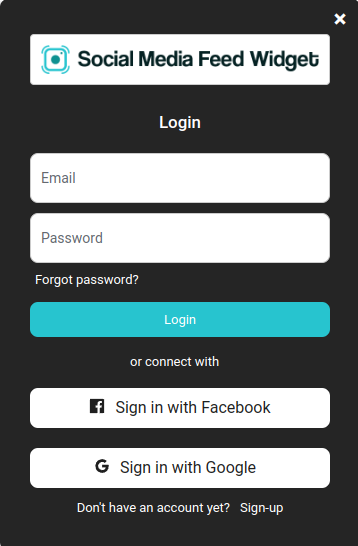 Social Media Feed Widget
Login
Email
Password
Forgot password?
Login
or connect with
Sign in with Facebook
Sign in with Google
Don't have an account yet? Sign-up